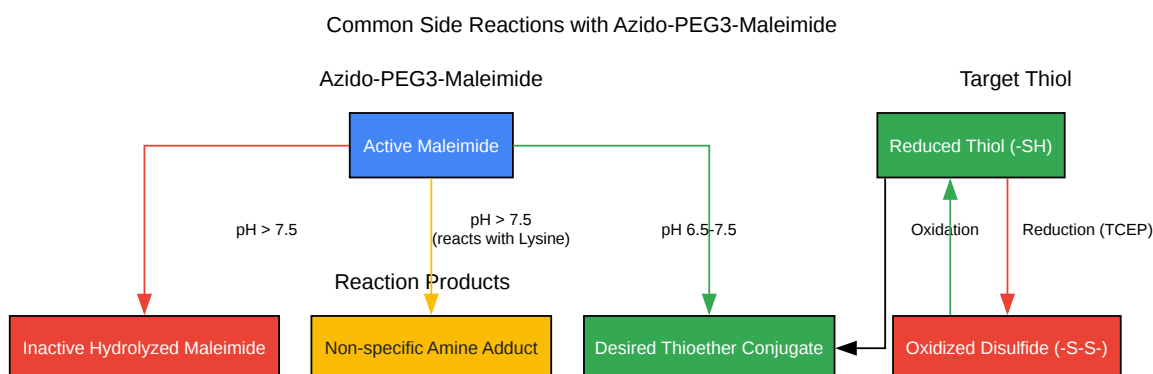 Common Side Reactions with Azido-PEG3-Maleimide
Azido-PEG3-Maleimide
Target Thiol
Active Maleimide
Reduced Thiol (-SH)
pH > 7.5
pH > 7.5
(reacts with Lysine)
pH 6.5-7.5
Oxidation
Reduction (TCEP)
Reaction Products
Inactive Hydrolyzed Maleimide
Non-specific Amine Adduct
Desired Thioether Conjugate
Oxidized Disulfide (-S-S-)